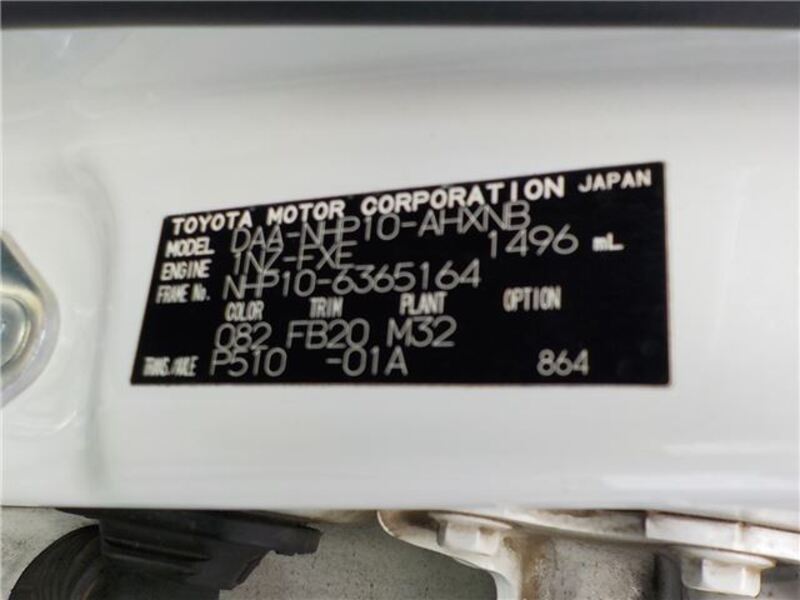 TOYOTA MOTOR CORPORATION JAPAN
MODEL DAA-NHP10-AHXNB
ENGINE 1NZ-FXE 1496 mL
FRAME No. NHP10-6365164
COLOR TRIM PLANT OPTION
082 FB20 M32
TRANS./AXLE P510 -01A 864